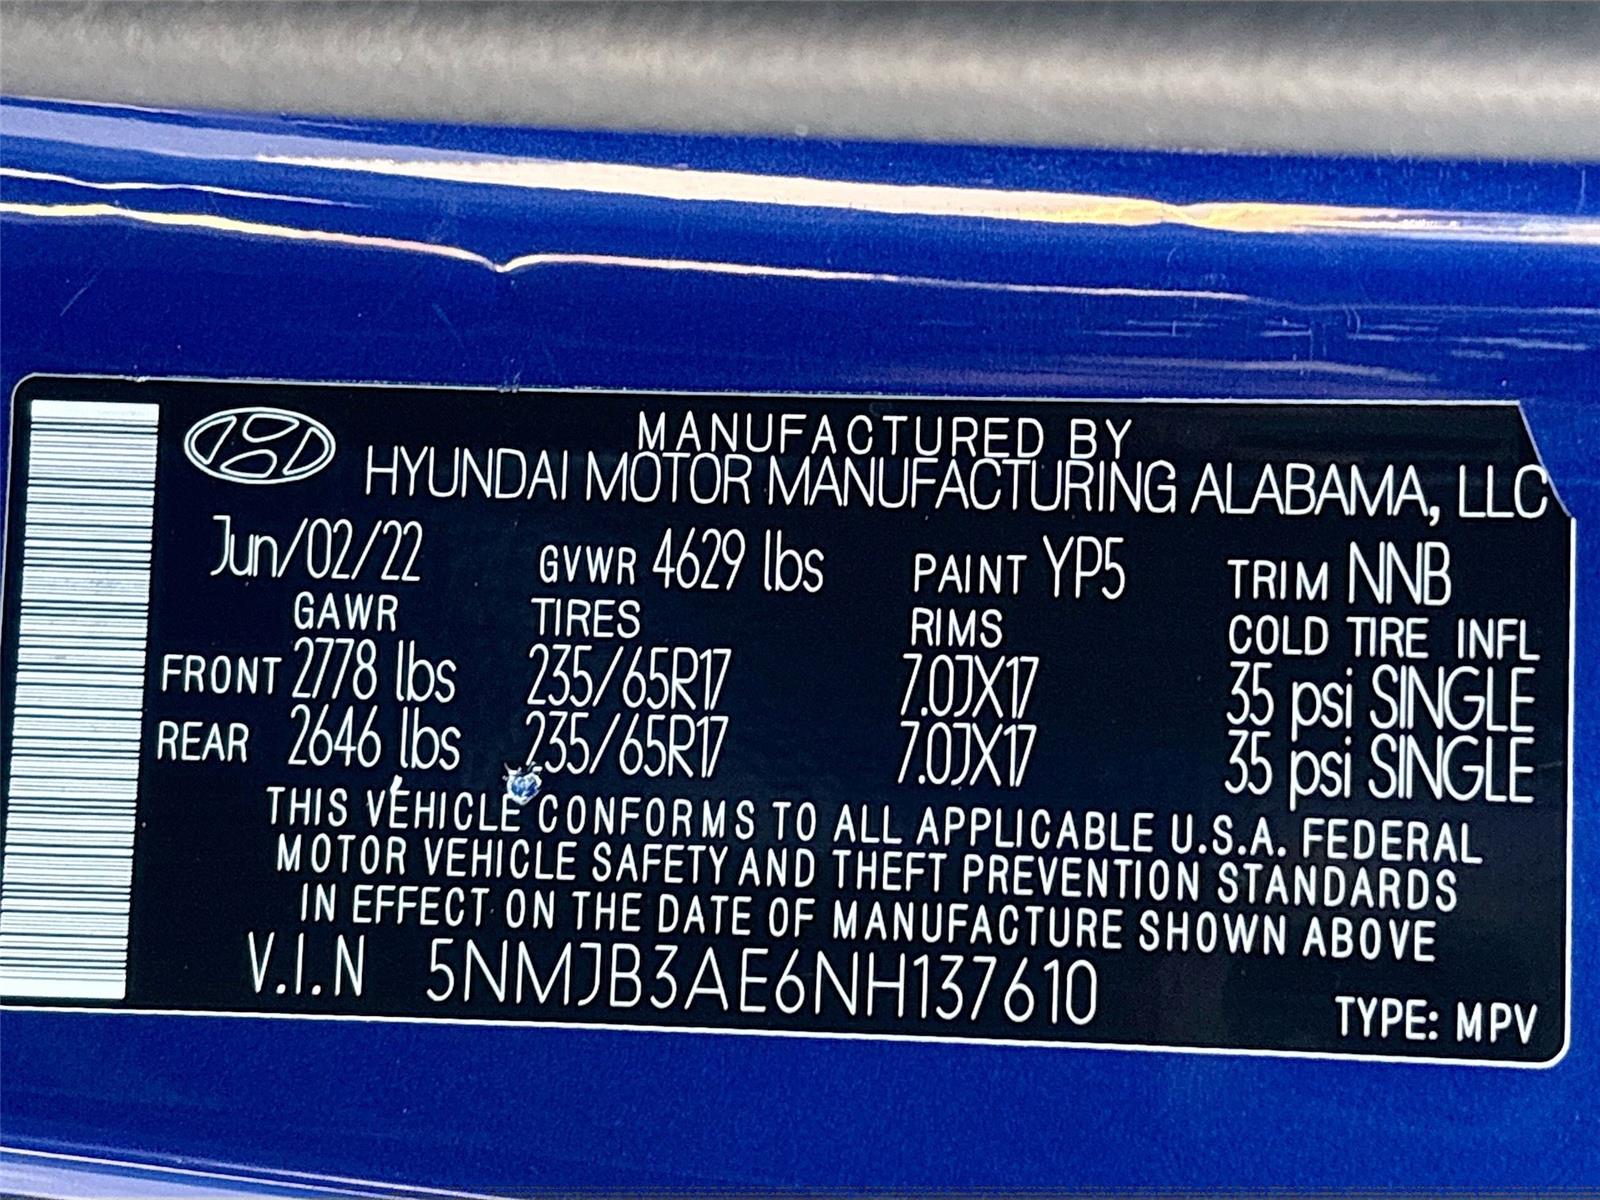 MANUFACTURED BY
HYUNDAI MOTOR MANUFACTURING ALABAMA, LLC
Jun/02/22 GVWR 4629 lbs PAINT YP5 TRIM NNB
GAWR TIRES RIMS COLD TIRE INFL
FRONT 2778 lbs 235/65R17 7.0JX17 35 psi SINGLE
REAR 2646 lbs 235/65R17 7.0JX17 35 psi SINGLE
THIS VEHICLE CONFORMS TO ALL APPLICABLE U.S.A. FEDERAL
MOTOR VEHICLE SAFETY AND THEFT PREVENTION STANDARDS
IN EFFECT ON THE DATE OF MANUFACTURE SHOWN ABOVE
V.I.N 5NMJB3AE6NH137610
TYPE: MPV